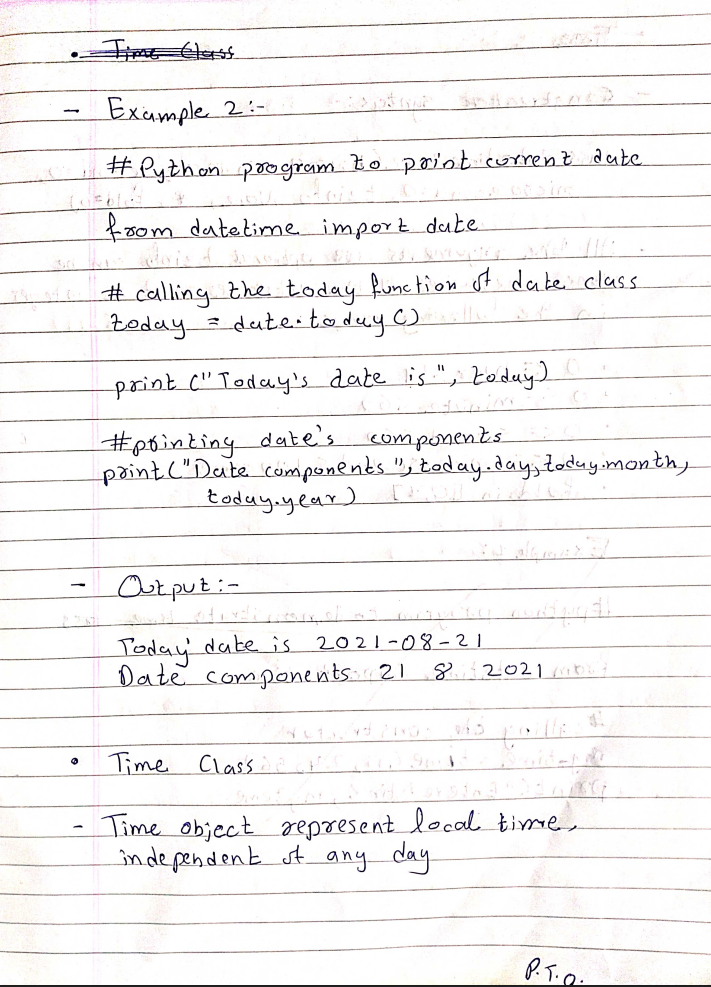 • Time Class
- Example 2:-
# Python program to print current date
from datetime import date
# calling the today function of date class
today = date.today()
print ("Today's date is", today)
#printing date's components
print("Date components", today.day, today.month,
today.year)
- Output:-
Today' date is 2021-08-21
Date components 21 8 2021
• Time Class
- Time object represent local time,
independent of any day
P.T.O.